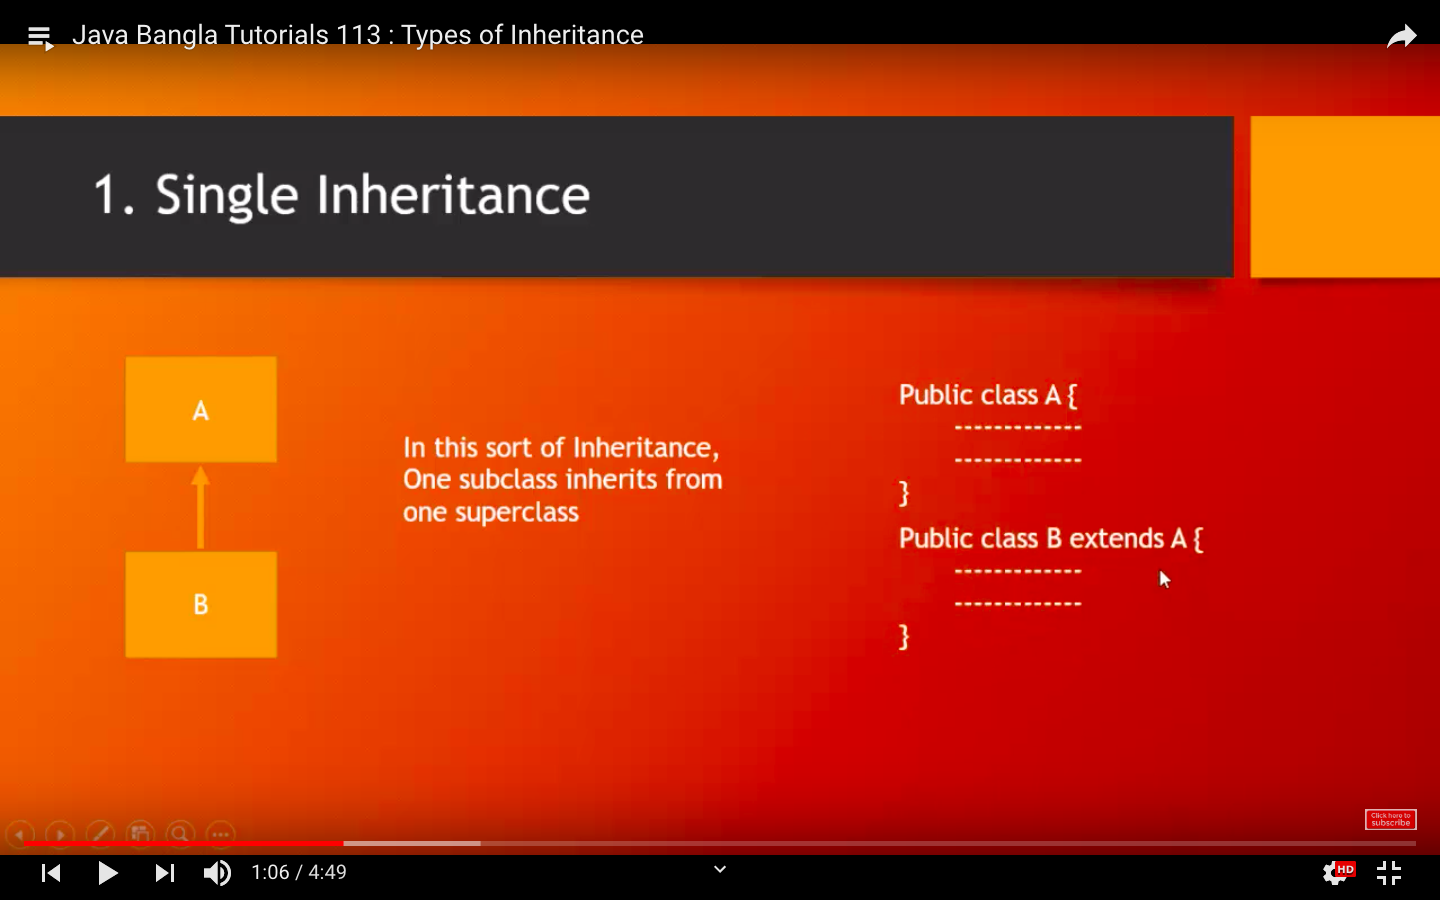 Java Bangla Tutorials 113 : Types of Inheritance
1. Single Inheritance
A
B
In this sort of Inheritance,
One subclass inherits from
one superclass
Public class A {
-------------
-------------
}
Public class B extends A {
-------------
-------------
}
Click here to
subscribe
1:06 / 4:49
HD